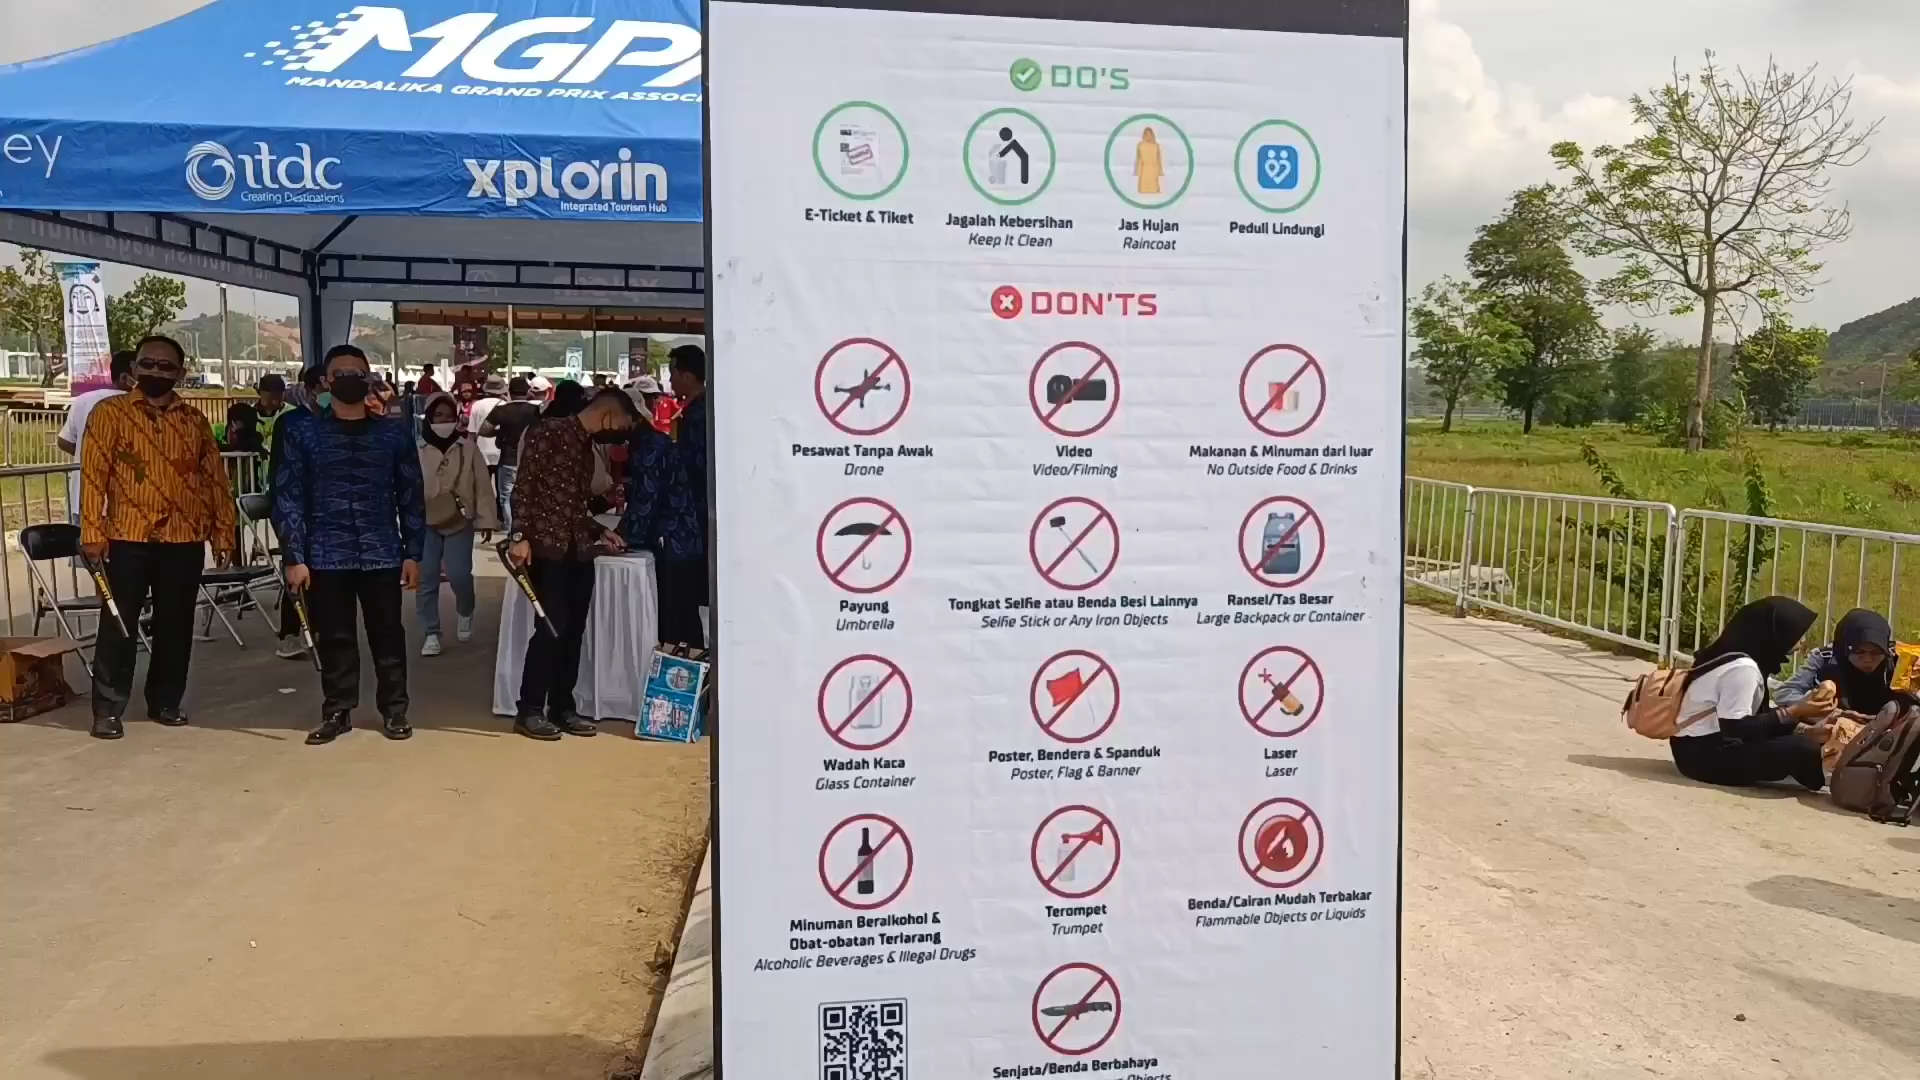 MGPA
MANDALIKA GRAND PRIX ASSOC
ey
itdc
Creating Destinations
xplorin
Integrated Tourism Hub
DO'S
E-Ticket & Tiket
Jagalah Kebersihan
Keep It Clean
Jas Hujan
Raincoat
Peduli Lindungi
DON'TS
Pesawat Tanpa Awak
Drone
Video
Video/Filming
Makanan & Minuman dari luar
No Outside Food & Drinks
Payung
Umbrella
Tongkat Selfie atau Benda Besi Lainnya
Selfie Stick or Any Iron Objects
Ransel/Tas Besar
Large Backpack or Container
Wadah Kaca
Glass Container
Poster, Bendera & Spanduk
Poster, Flag & Banner
Laser
Laser
Minuman Beralkohol &
Obat-obatan Terlarang
Alcoholic Beverages & Illegal Drugs
Terompet
Trumpet
Benda/Cairan Mudah Terbakar
Flammable Objects or Liquids
Senjata/Benda Berbahaya
Objects